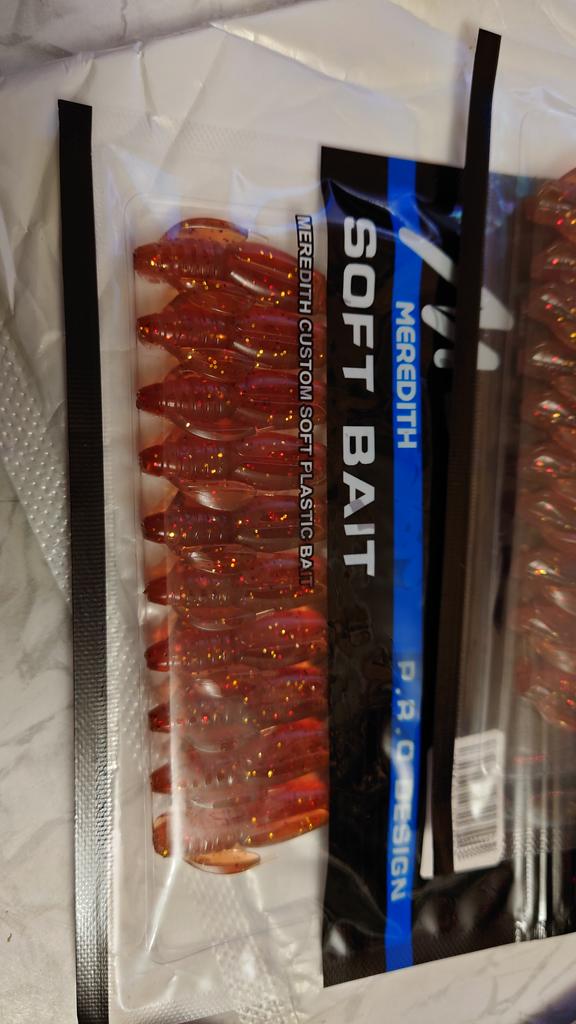 MEREDITH P.R.O DESIGN
SOFT BAIT
MEREDITH CUSTOM SOFT PLASTIC BAIT